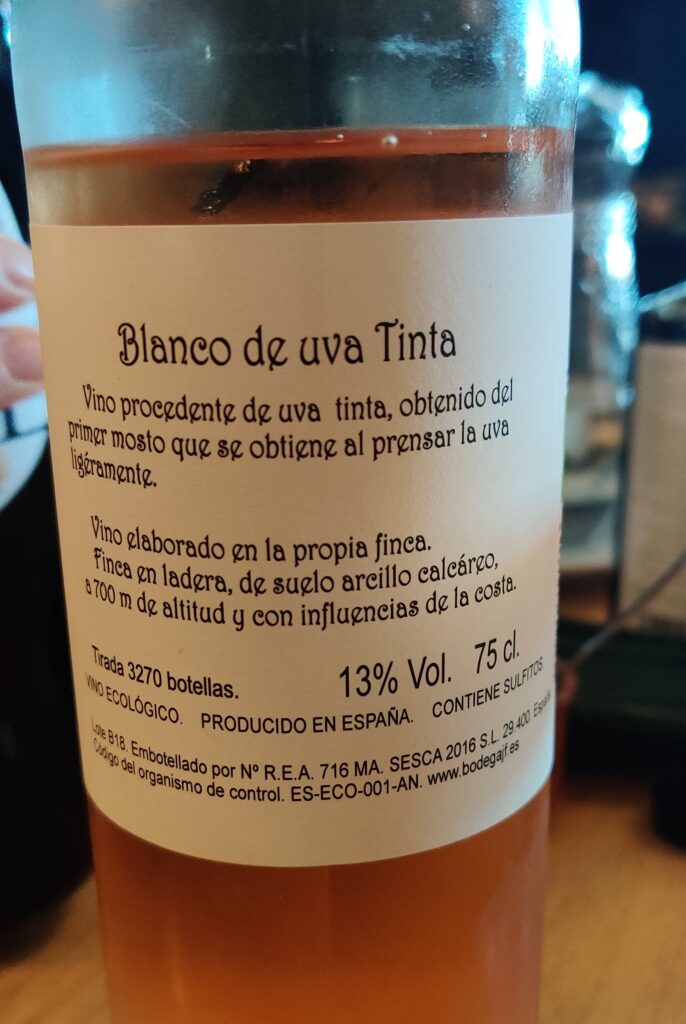 Blanco de uva Tinta
Vino procedente de uva tinta, obtenido del
primer mosto que se obtiene al prensar la uva
ligéramente.
Vino elaborado en la propia finca.
Finca en ladera, de suelo arcillo calcáreo,
a 700 m de altitud y con influencias de la costa.
Tirada 3270 botellas. 13% Vol. 75 cl.
VINO ECOLÓGICO. PRODUCIDO EN ESPAÑA. CONTIENE SULFITOS
Lote B18. Embotellado por Nº R.E.A. 716 MA. SESCA 2016 S.L. 29.400. España
Código del organismo de control. ES-ECO-001-AN. www.bodegajf.es